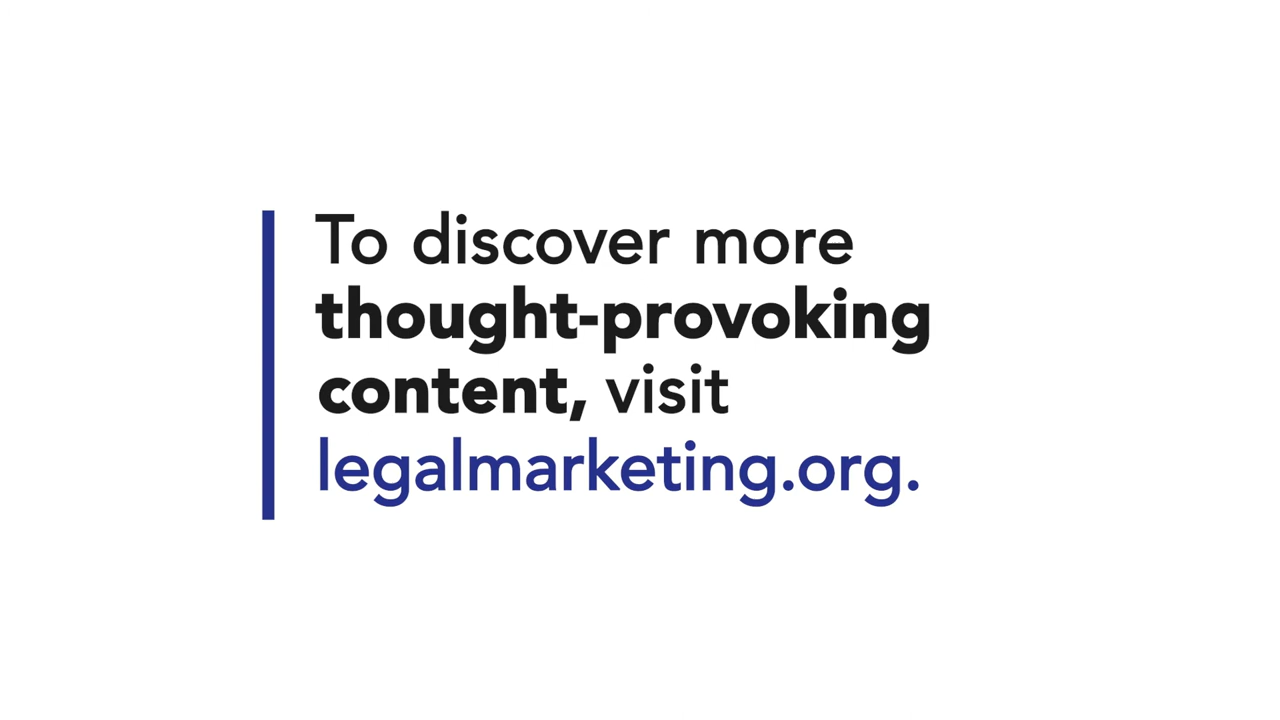 To discover more
thought-provoking
content, visit
legalmarketing.org.